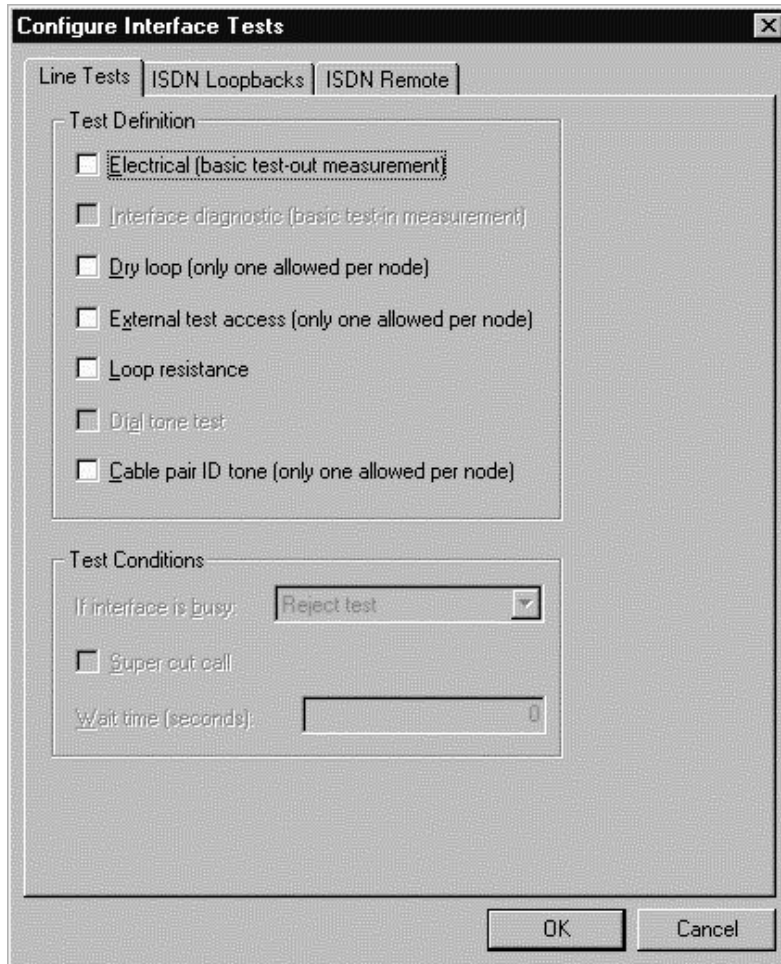 Configure Interface Tests
Line Tests ISDN Loopbacks ISDN Remote
Test Definition
Electrical (basic test-out measurement)
Interface diagnostic (basic test-in measurement)
Dry loop (only one allowed per node)
External test access (only one allowed per node)
Loop resistance
Dial tone test
Cable pair ID tone (only one allowed per node)
Test Conditions
If interface is busy: Reject test
Super cut call
Wait time (seconds): 0
OK Cancel